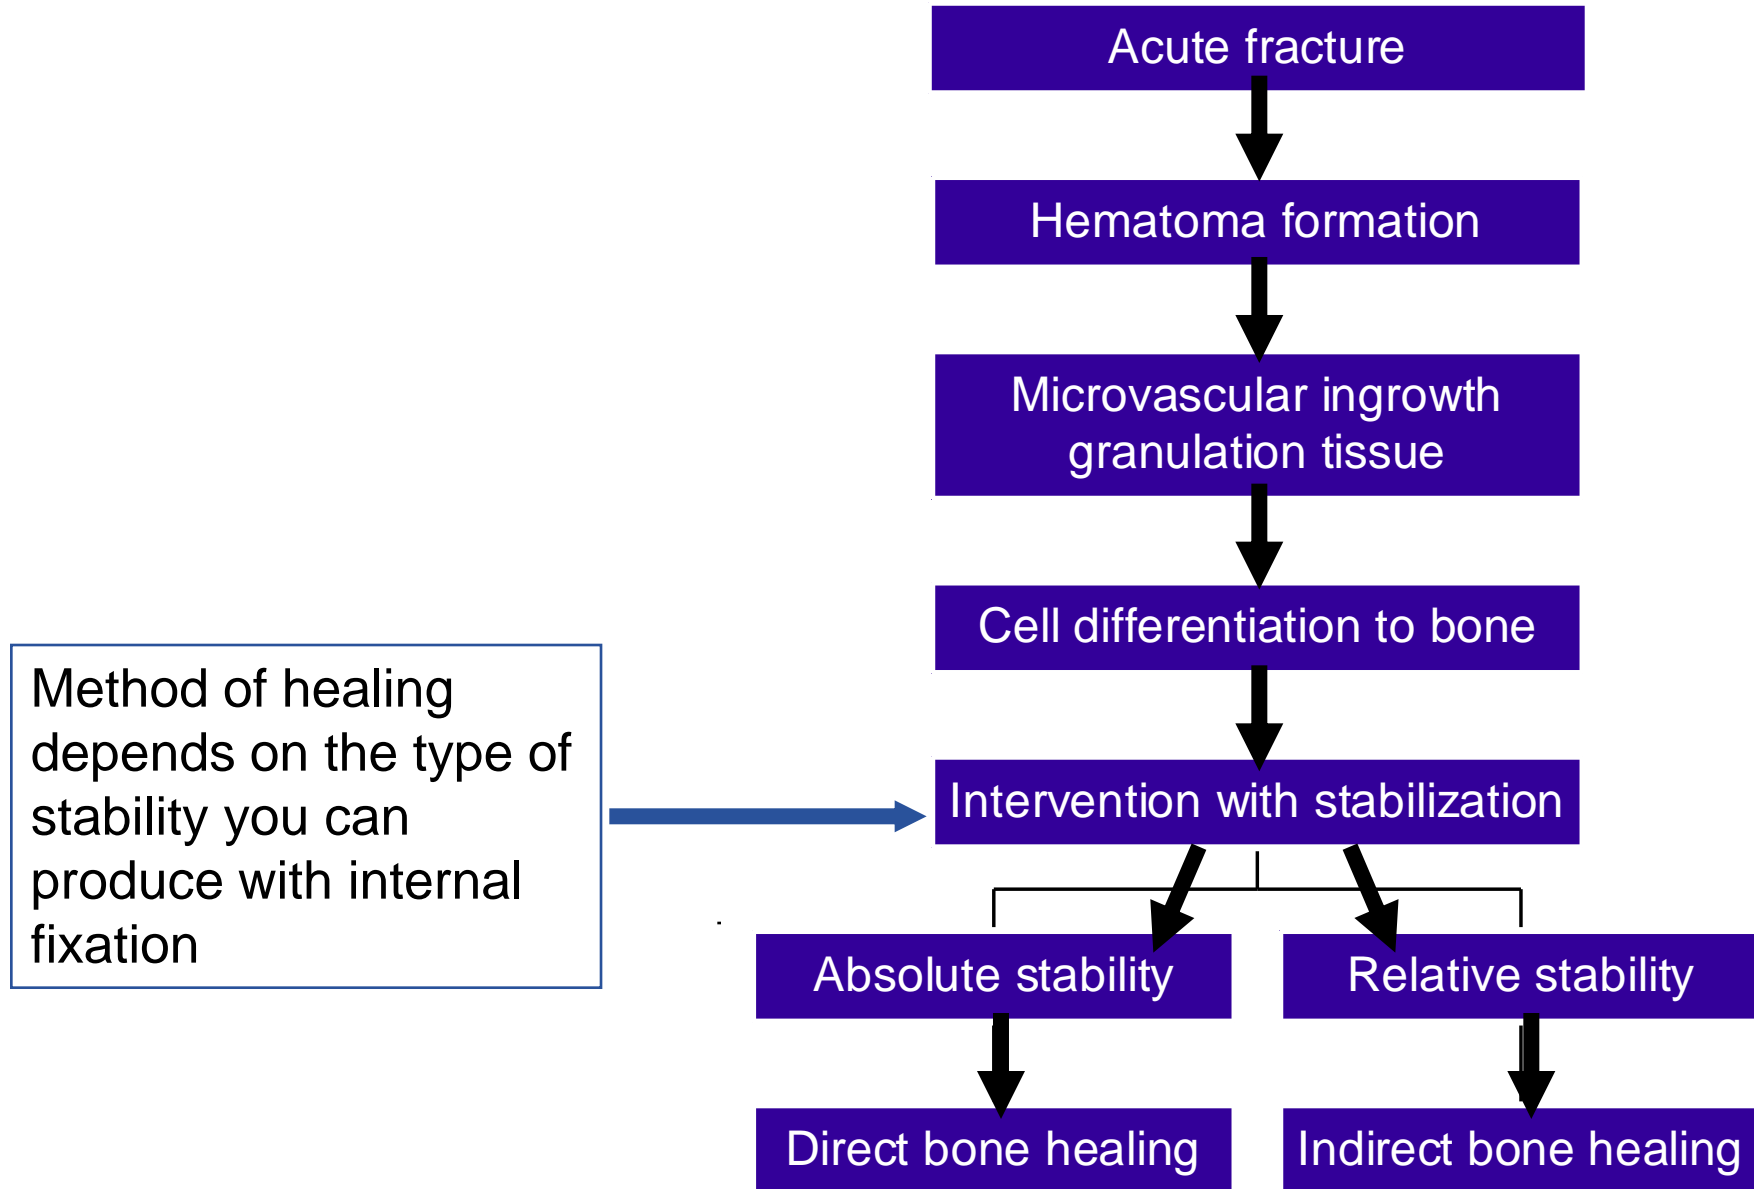 Acute fracture
Hematoma formation
Microvascular ingrowth
granulation tissue
Cell differentiation to bone
Method of healing
depends on the type of
stability you can
produce with internal
fixation
Intervention with stabilization
Absolute stability
Relative stability
Direct bone healing
Indirect bone healing